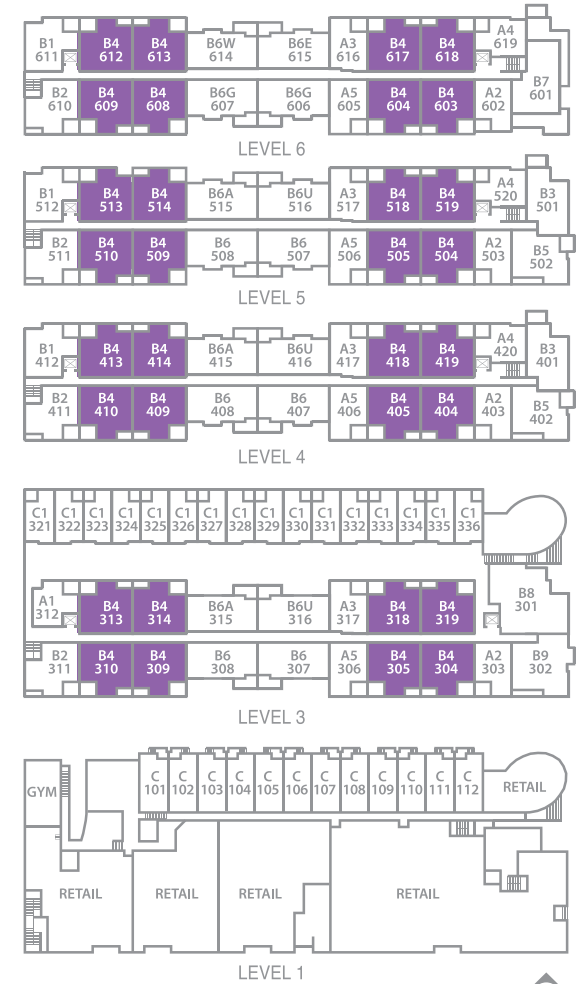 B1 B4 B4 B6W B6E A3 B4 B4 A4
611 612 613 614 615 616 617 618 619
B2 B4 B4 B6G B6G A5 B4 B4 A2 B7
610 609 608 607 606 605 604 603 602 601
LEVEL 6
B1 B4 B4 B6A B6U A3 B4 B4 A4 B3
512 513 514 515 516 517 518 519 520 501
B2 B4 B4 B6 B6 A5 B4 B4 A2 B5
511 510 509 508 507 506 505 504 503 502
LEVEL 5
B1 B4 B4 B6A B6U A3 B4 B4 A4 B3
412 413 414 415 416 417 418 419 420 401
B2 B4 B4 B6 B6 A5 B4 B4 A2 B5
411 410 409 408 407 406 405 404 403 402
LEVEL 4
C1 C1 C1 C1 C1 C1 C1 C1 C1 C1 C1 C1 C1 C1 C1 C1
321 322 323 324 325 326 327 328 329 330 331 332 333 334 335 336
A1 B4 B4 B6A B6U A3 B4 B4 B8
312 313 314 315 316 317 318 319 301
B2 B4 B4 B6 B6 A5 B4 B4 A2 B9
311 310 309 308 307 306 305 304 303 302
LEVEL 3
C C C C C C C C C C C C
101 102 103 104 105 106 107 108 109 110 111 112
GYM RETAIL
RETAIL RETAIL RETAIL RETAIL
LEVEL 1